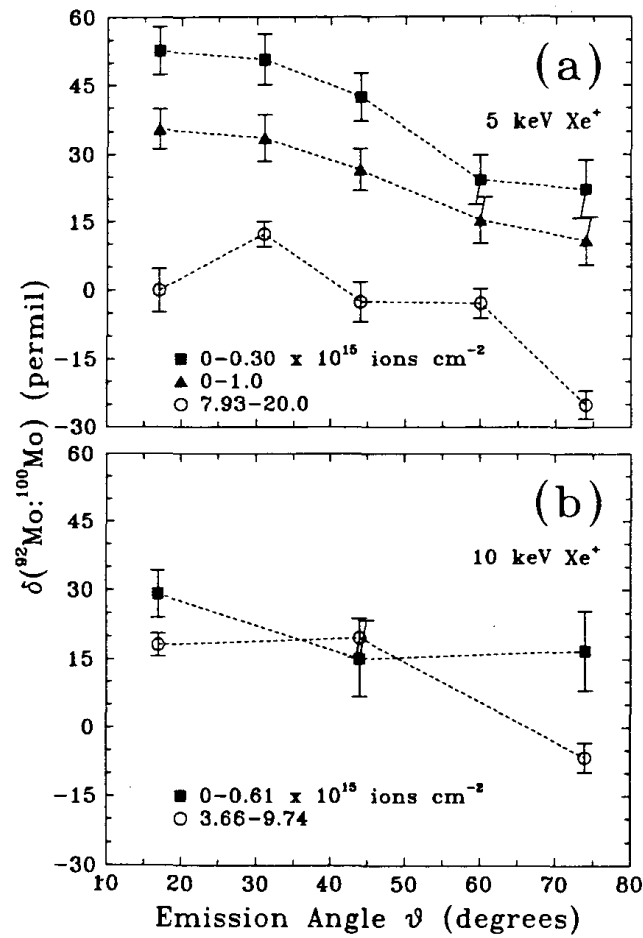 60
45
30
15
0
-15
-30
(a)
5 keV Xe⁺
■ 0-0.30 x 10¹⁵ ions cm⁻²
▲ 0-1.0
○ 7.93-20.0
δ(⁹²Mo:¹⁰⁰Mo) (permil)
60
45
30
15
0
-15
-30
(b)
10 keV Xe⁺
■ 0-0.61 x 10¹⁵ ions cm⁻²
○ 3.66-9.74
10 20 30 40 50 60 70 80
Emission Angle ϑ (degrees)